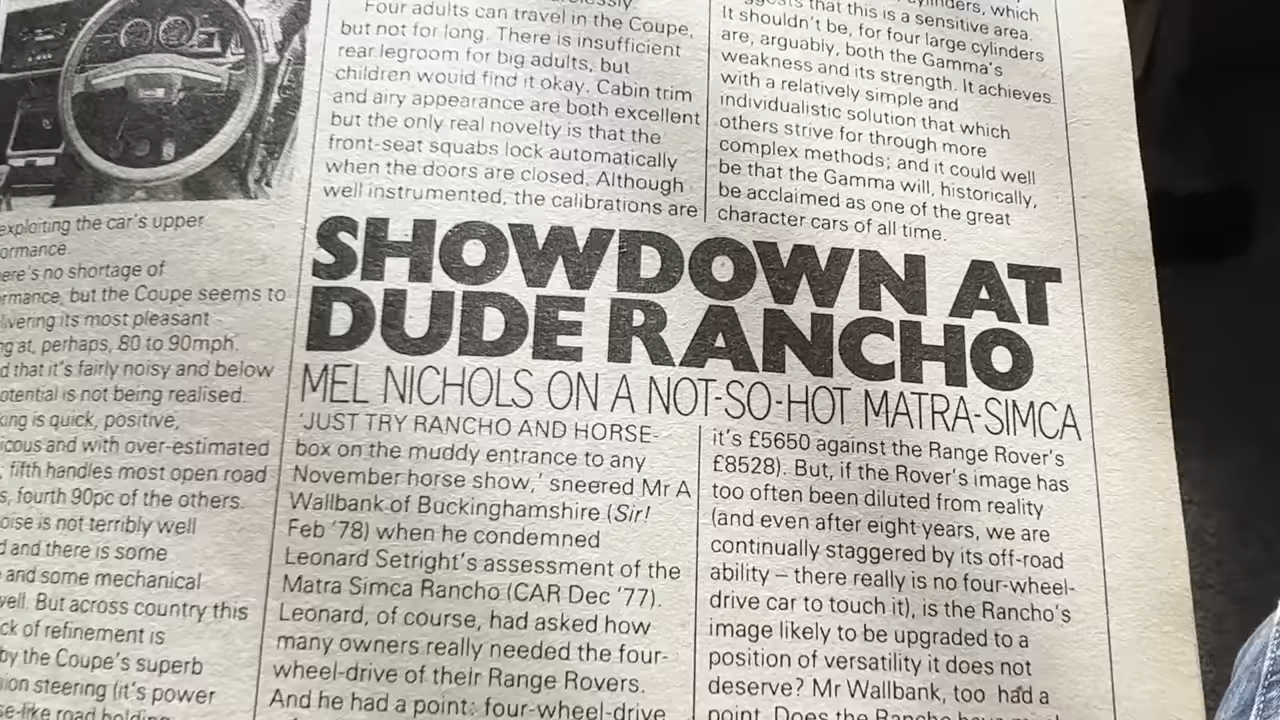 exploiting the car's upper
ormance.
ere's no shortage of
rmance, but the Coupe seems to
livering its most pleasant
ng at, perhaps, 80 to 90mph.
d that it's fairly noisy and below
otential is not being realised.
king is quick, positive,
icous and with over-estimated
, fifth handles most open road
s, fourth 90pc of the others.
oise is not terribly well
d and there is some
and some mechanical
well. But across country this
ck of refinement is
by the Coupe's superb
ion steering (it's power
se-like road holding
Four adults can travel in the Coupe,
but not for long. There is insufficient
rear legroom for big adults, but
children would find it okay. Cabin trim
and airy appearance are both excellent
but the only real novelty is that the
front-seat squabs lock automatically
when the doors are closed. Although
well instrumented, the calibrations are
cylinders, which
ggests that this is a sensitive area.
It shouldn't be, for four large cylinders
are, arguably, both the Gamma's
weakness and its strength. It achieves
with a relatively simple and
individualistic solution that which
others strive for through more
complex methods; and it could well
be that the Gamma will, historically,
be acclaimed as one of the great
character cars of all time.
SHOWDOWN AT
DUDE RANCHO
MEL NICHOLS ON A NOT-SO-HOT MATRA-SIMCA
'JUST TRY RANCHO AND HORSE-
box on the muddy entrance to any
November horse show,' sneered Mr A
Wallbank of Buckinghamshire (Sir!
Feb '78) when he condemned
Leonard Setright's assessment of the
Matra Simca Rancho (CAR Dec '77).
Leonard, of course, had asked how
many owners really needed the four-
wheel-drive of their Range Rovers.
And he had a point: four-wheel-drive
it's £5650 against the Range Rover's
£8528). But, if the Rover's image has
too often been diluted from reality
(and even after eight years, we are
continually staggered by its off-road
ability – there really is no four-wheel-
drive car to touch it), is the Rancho's
image likely to be upgraded to a
position of versatility it does not
deserve? Mr Wallbank, too had a
point. Does the Rancho have